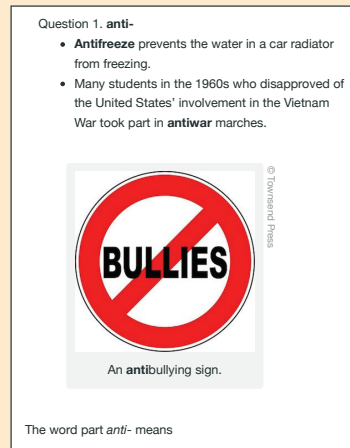 Question 1. anti-
• Antifreeze prevents the water in a car radiator
from freezing.
• Many students in the 1960s who disapproved of
the United States' involvement in the Vietnam
War took part in antiwar marches.
© Townsend Press
BULLIES
An antibullying sign.
The word part anti- means